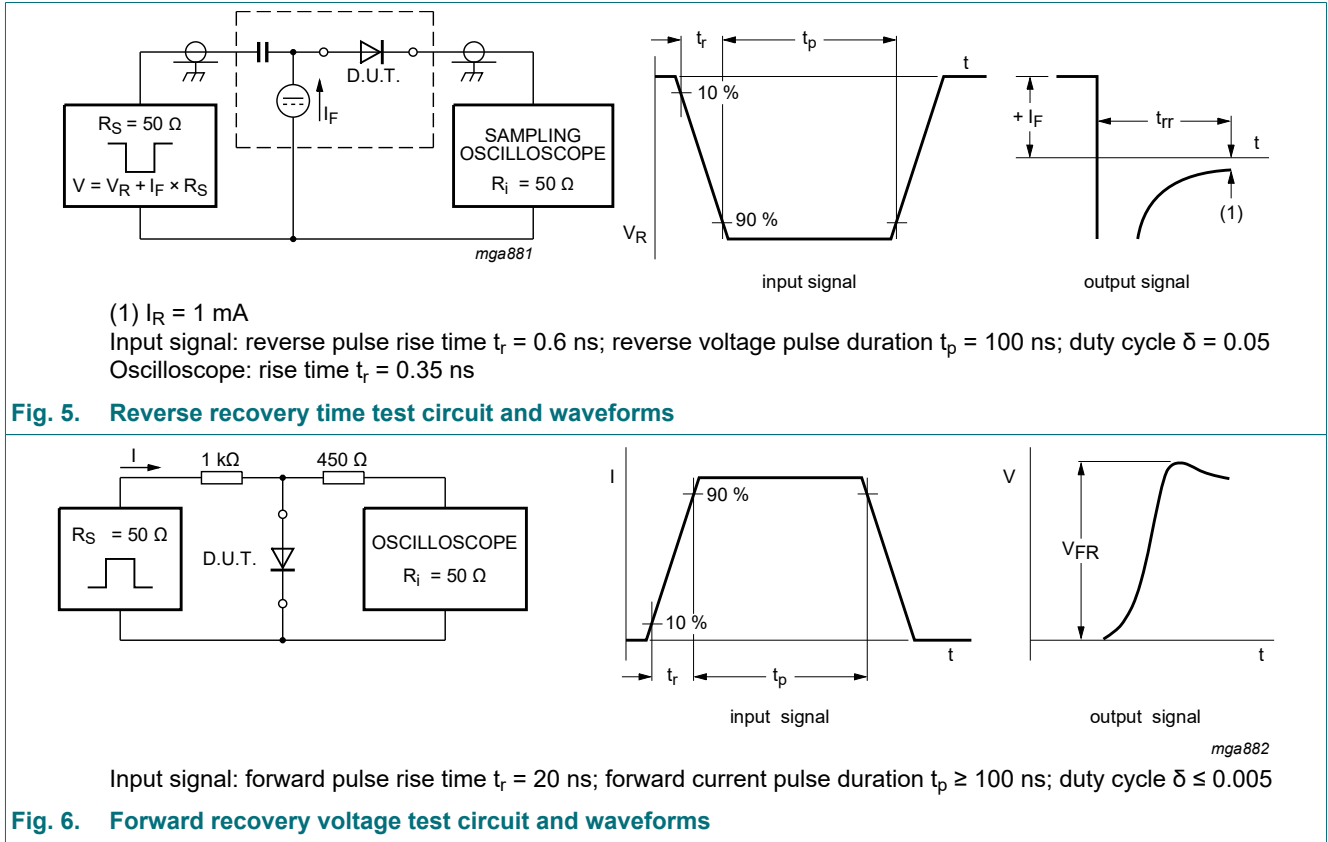 D.U.T.
I_F
R_S = 50 Ω
V = V_R + I_F × R_S
SAMPLING
OSCILLOSCOPE
R_i = 50 Ω
mga881
t_r
t_p
t
10 %
90 %
V_R
input signal
+ I_F
t_rr
t
(1)
output signal
(1) I_R = 1 mA
Input signal: reverse pulse rise time t_r = 0.6 ns; reverse voltage pulse duration t_p = 100 ns; duty cycle δ = 0.05
Oscilloscope: rise time t_r = 0.35 ns
Fig. 5. Reverse recovery time test circuit and waveforms
I
1 kΩ
450 Ω
R_S = 50 Ω
D.U.T.
OSCILLOSCOPE
R_i = 50 Ω
I
90 %
10 %
t
t_r
t_p
input signal
V
V_FR
t
output signal
mga882
Input signal: forward pulse rise time t_r = 20 ns; forward current pulse duration t_p ≥ 100 ns; duty cycle δ ≤ 0.005
Fig. 6. Forward recovery voltage test circuit and waveforms